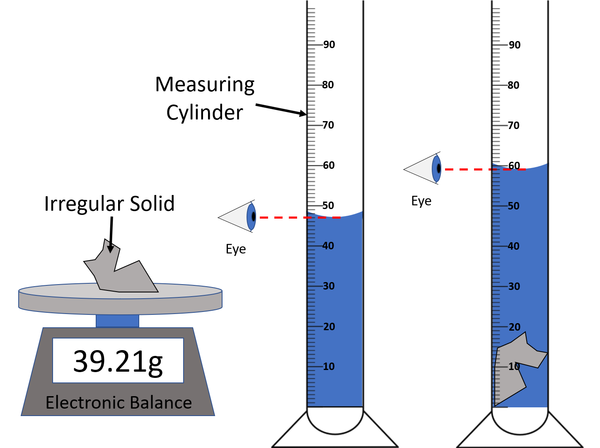 Measuring
Cylinder
Irregular Solid
Eye
39.21g
Electronic Balance
90
80
70
60
50
40
30
20
10
Eye
90
80
70
60
50
40
30
20
10